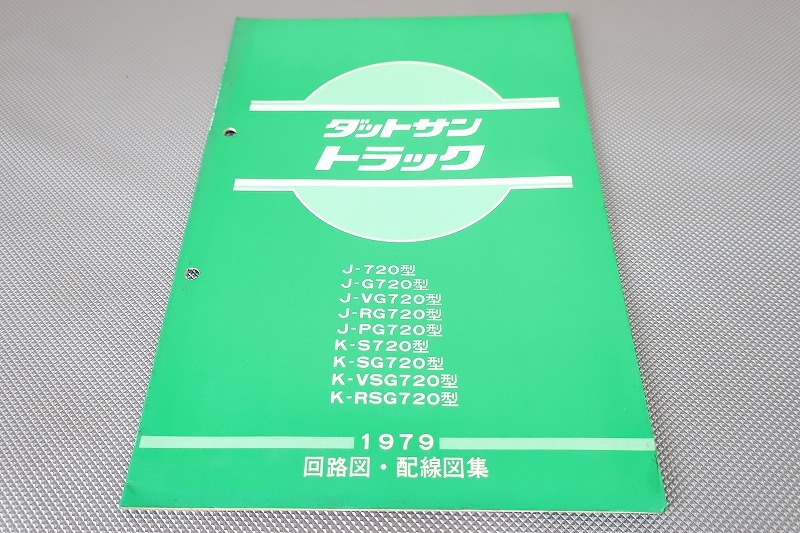 ダットサン
トラック
J-720型
J-G720型
J-VG720型
J-RG720型
J-PG720型
K-S720型
K-SG720型
K-VSG720型
K-RSG720型
1979
回路図・配線図集